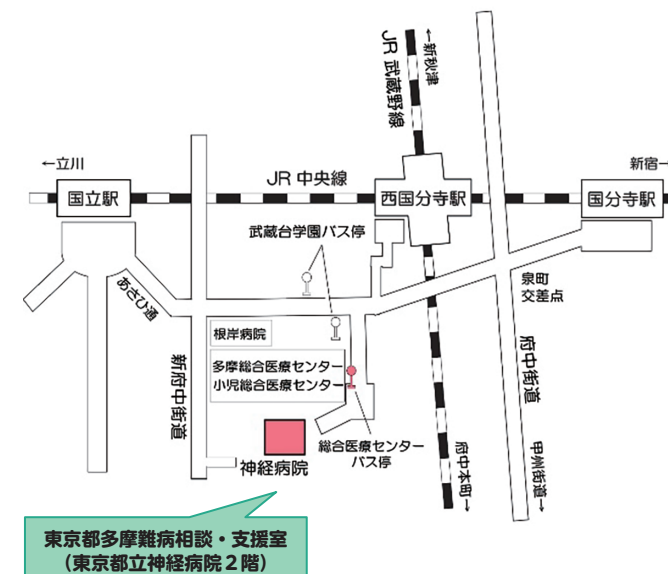 ←新秋津
JR 武蔵野線
←立川
新宿→
JR 中央線
国立駅
西国分寺駅
国分寺駅
武蔵台学園バス停
あさひ通
泉町
交差点
根岸病院
多摩総合医療センター
小児総合医療センター
新府中街道
府中街道
総合医療センター
バス停
神経病院
府中本町→
甲州街道→
東京都多摩難病相談・支援室
（東京都立神経病院２階）